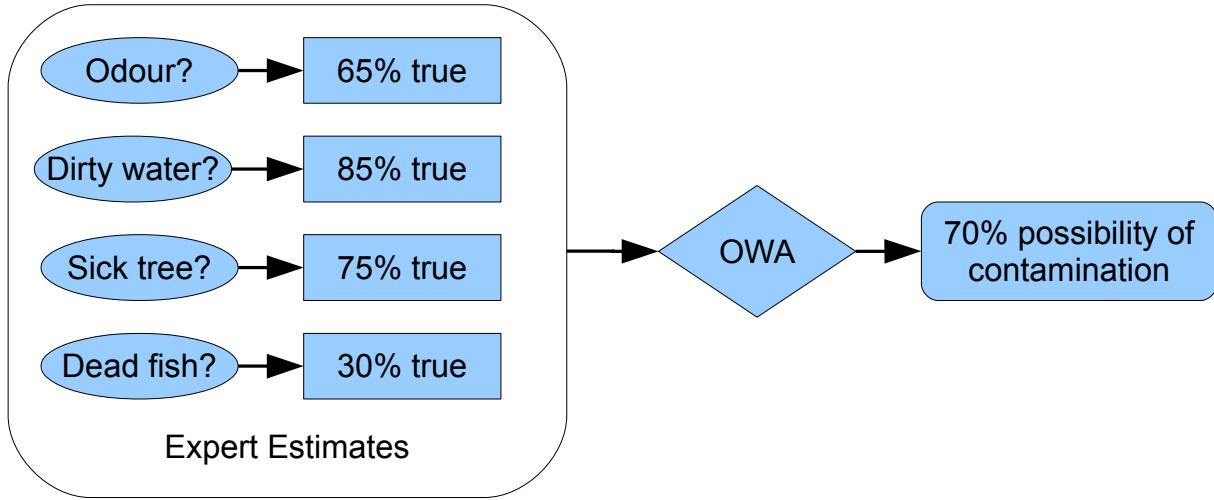 Odour?
65% true
Dirty water?
85% true
Sick tree?
75% true
Dead fish?
30% true
Expert Estimates
OWA
70% possibility of
contamination